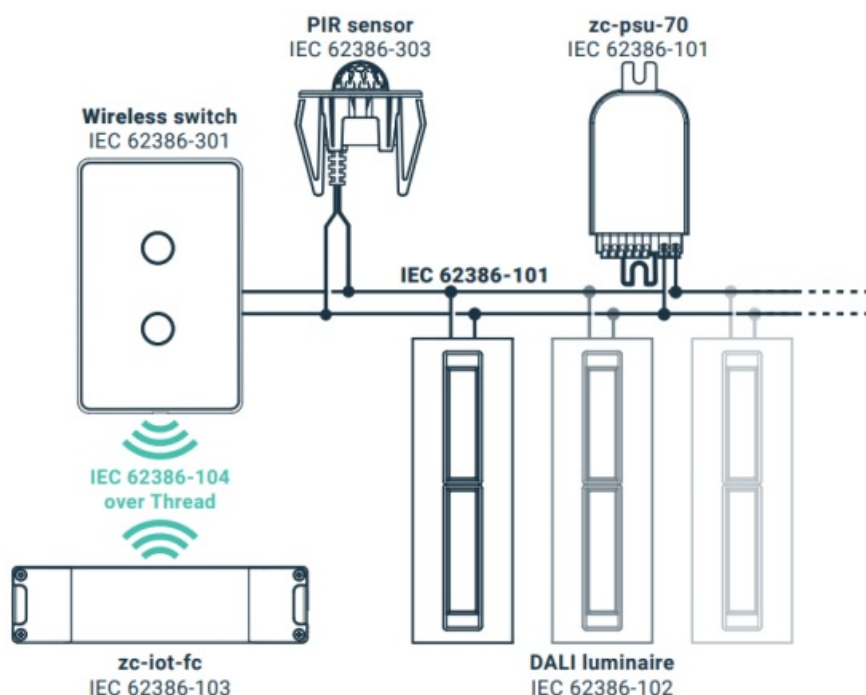 PIR sensor
IEC 62386-303
zc-psu-70
IEC 62386-101
Wireless switch
IEC 62386-301
IEC 62386-101
IEC 62386-104
over Thread
zc-iot-fc
IEC 62386-103
DALI luminaire
IEC 62386-102